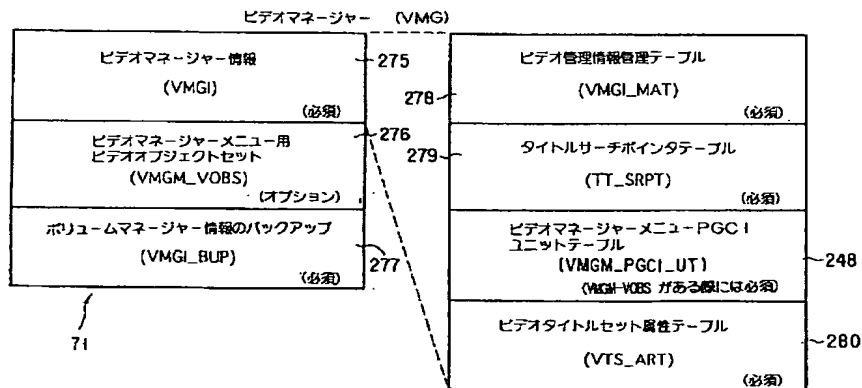 ビデオマネージャー (VMG)
ビデオマネージャー情報
(VMGI)
(必須)
275
ビデオマネージャーメニュー用
ビデオオブジェクトセット
(VMGM_VOBS)
(オプション)
276
ボリュームマネージャー情報のバックアップ
(VMGI_BUP)
(必須)
277
71
ビデオ管理情報管理テーブル
(VMGI_MAT)
(必須)
278
タイトルサーチポインタテーブル
(TT_SRPT)
(必須)
279
ビデオマネージャーメニューPGCI
ユニットテーブル
(VMGM_PGCI_UT)
(VMGM-VOBS がある際には必須)
248
ビデオタイトルセット属性テーブル
(VTS_ART)
(必須)
280